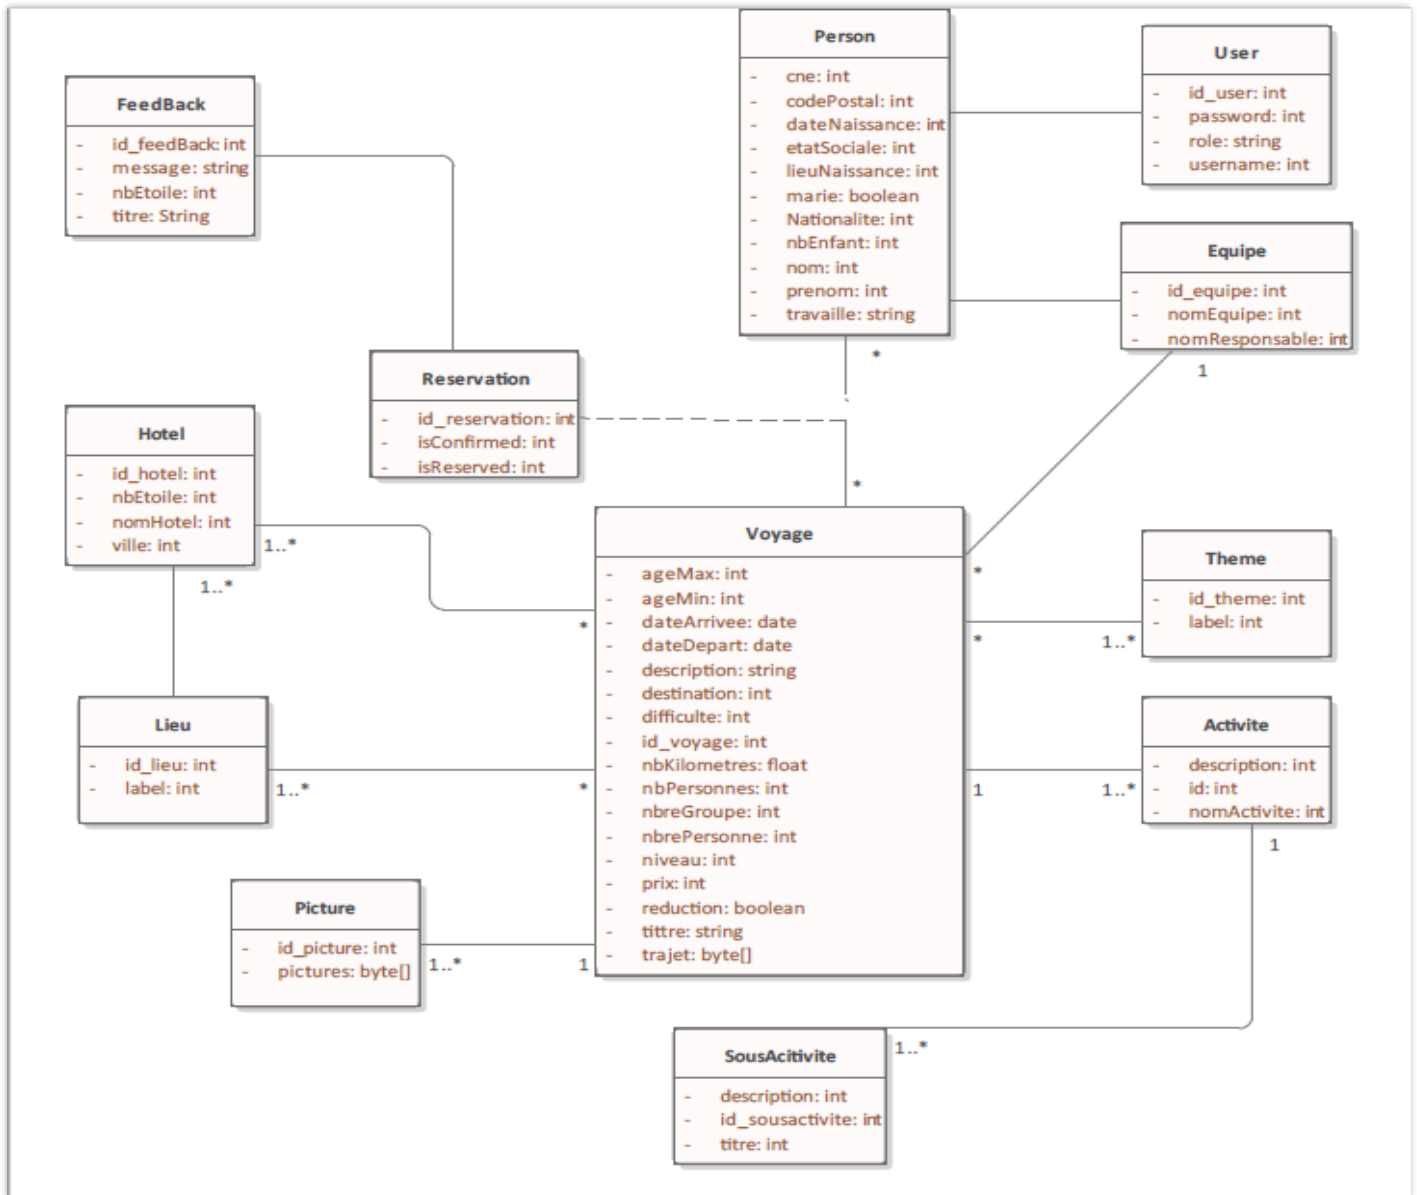 Person
- cne: int
- codePostal: int
- dateNaissance: int
- etatSociale: int
- lieuNaissance: int
- marie: boolean
- Nationalite: int
- nbEnfant: int
- nom: int
- prenom: int
- travaille: string
*
User
- id_user: int
- password: int
- role: string
- username: int
FeedBack
- id_feedBack: int
- message: string
- nbEtoile: int
- titre: String
Equipe
- id_equipe: int
- nomEquipe: int
- nomResponsable: int
1
Reservation
- id_reservation: int
- isConfirmed: int
- isReserved: int
Hotel
- id_hotel: int
- nbEtoile: int
- nomHotel: int
- ville: int
1..*
1..*
*
Voyage
- ageMax: int
- ageMin: int
- dateArrivee: date
- dateDepart: date
- description: string
- destination: int
- difficulte: int
- id_voyage: int
- nbKilometres: float
- nbPersonnes: int
- nbreGroupe: int
- nbrePersonne: int
- niveau: int
- prix: int
- reduction: boolean
- tittre: string
- trajet: byte[]
*
*
Theme
- id_theme: int
- label: int
* 1..*
Lieu
- id_lieu: int
- label: int
1..* *
Activite
- description: int
- id: int
- nomActivite: int
1 1..*
1
Picture
- id_picture: int
- pictures: byte[]
1..* 1
SousAcitivite
- description: int
- id_sousactivite: int
- titre: int
1..*